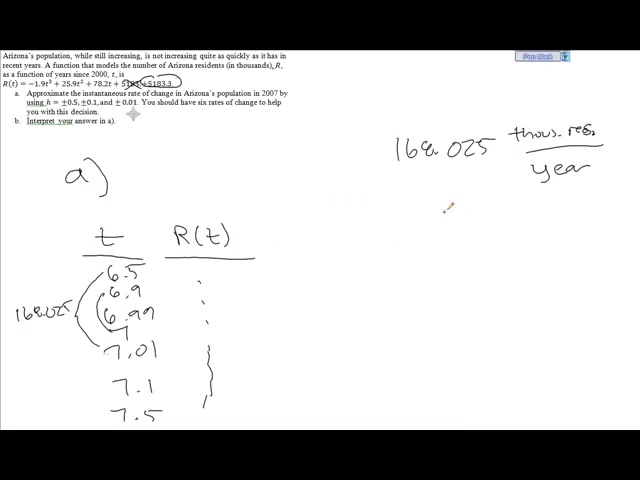 Arizona's population, while still increasing, is not increasing quite as quickly as it has in
recent years. A function that models the number of Arizona residents (in thousands), R,
as a function of years since 2000, t, is
R(t) = −1.9t³ + 25.9t² + 78.2t + 5183.3
a. Approximate the instantaneous rate of change in Arizona's population in 2007 by
using h = ±0.5, ±0.1, and ± 0.01. You should have six rates of change to help
you with this decision.
b. Interpret your answer in a).
Pen Mark
a)
168.025 thous. res.
year
t R(t)
6.5
6.9
168.025 6.99
7
7.01
7.1
7.5